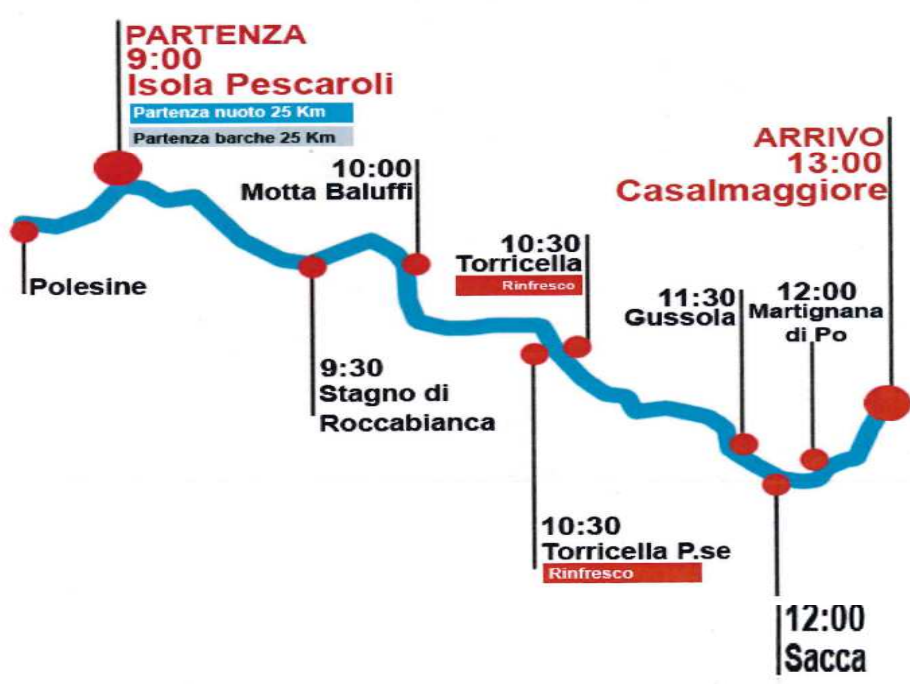 PARTENZA
9:00
Isola Pescaroli
Partenza nuoto 25 Km
Partenza barche 25 Km
ARRIVO
13:00
Casalmaggiore
10:00
Motta Baluffi
10:30
Torricella
Rinfresco
Polesine
11:30
Gussola
12:00
Martignana
di Po
9:30
Stagno di
Roccabianca
10:30
Torricella P.se
Rinfresco
12:00
Sacca